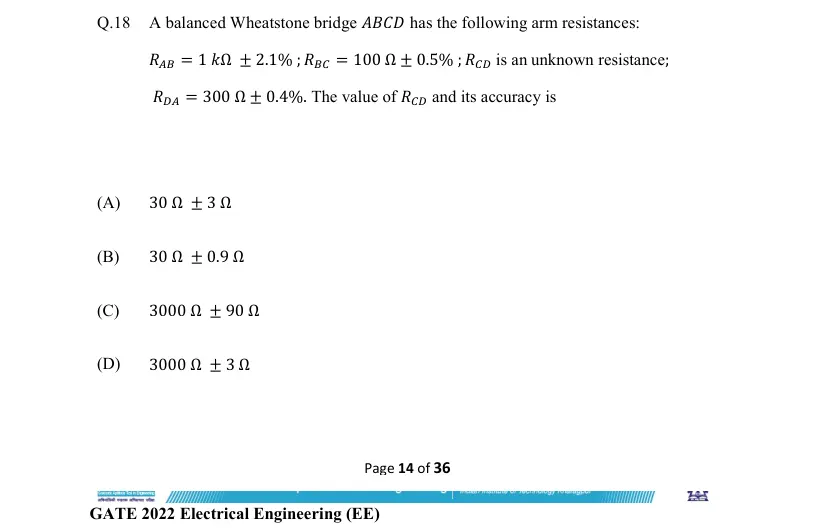 Q.18 A balanced Wheatstone bridge ABCD has the following arm resistances:
R_AB = 1 kΩ ± 2.1% ; R_BC = 100 Ω ± 0.5% ; R_CD is an unknown resistance;
R_DA = 300 Ω ± 0.4%. The value of R_CD and its accuracy is
(A) 30 Ω ± 3 Ω
(B) 30 Ω ± 0.9 Ω
(C) 3000 Ω ± 90 Ω
(D) 3000 Ω ± 3 Ω
Page 14 of 36
GATE 2022 Electrical Engineering (EE)